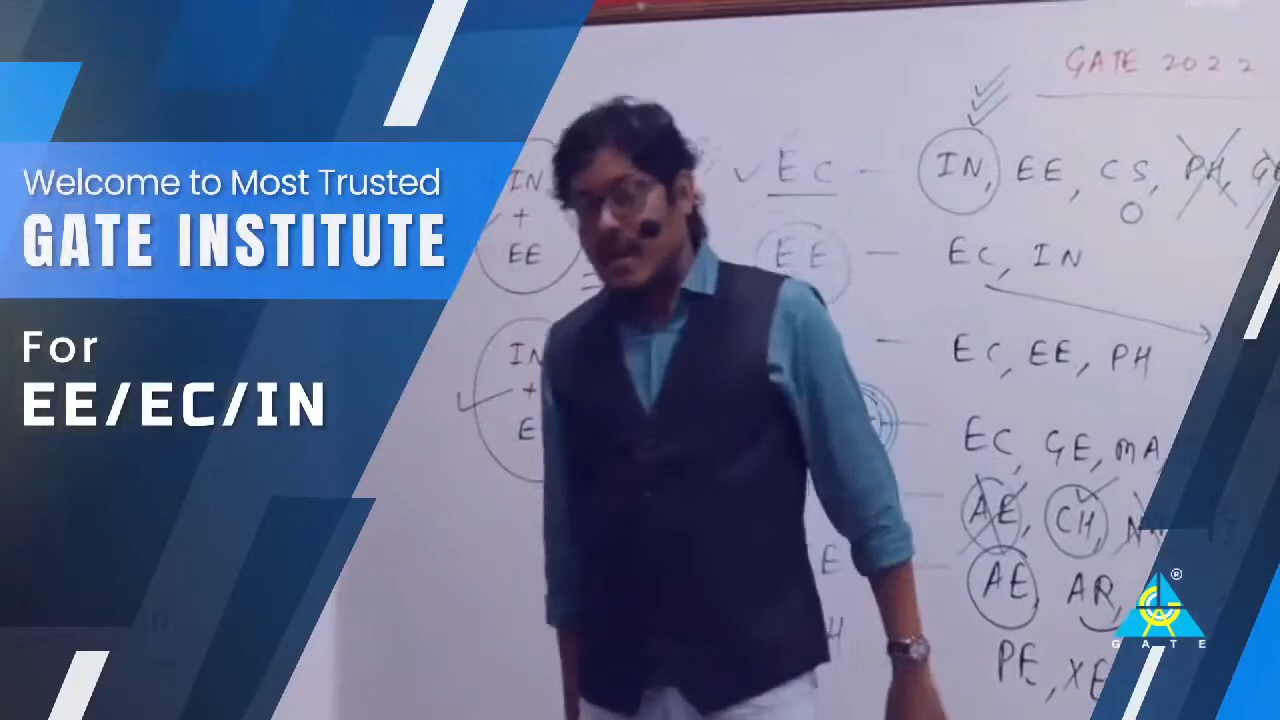 Welcome to Most Trusted
GATE INSTITUTE
For
EE/EC/IN
GATE 2022
IN
+
EE
EC - IN, EE, CS, PH,
EE - EC, IN
IN
+
- EC, EE, PH
- EC, GE, MA,
- AE, CH,
E - AE, AR,
PE, XE
GATE